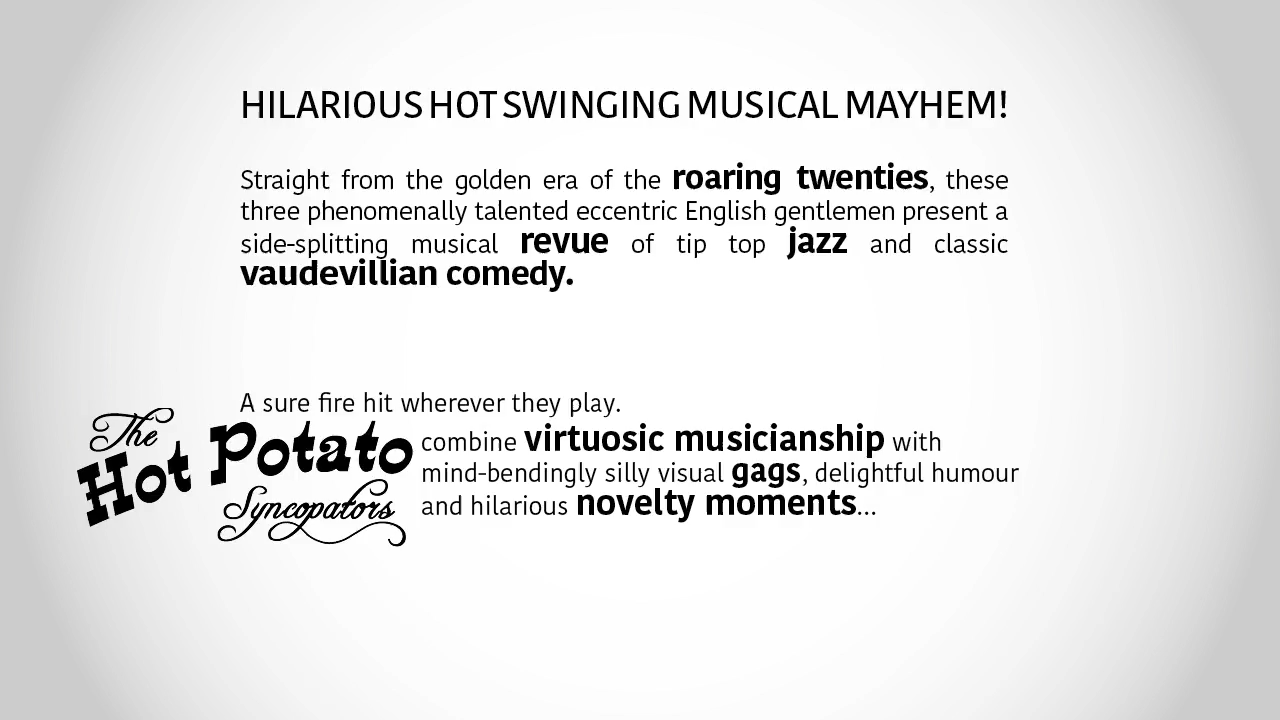 HILARIOUS HOT SWINGING MUSICAL MAYHEM!
Straight from the golden era of the roaring twenties, these
three phenomenally talented eccentric English gentlemen present a
side-splitting musical revue of tip top jazz and classic
vaudevillian comedy.
A sure fire hit wherever they play.
The
Hot Potato
Syncopators
combine virtuosic musicianship with
mind-bendingly silly visual gags, delightful humour
and hilarious novelty moments...